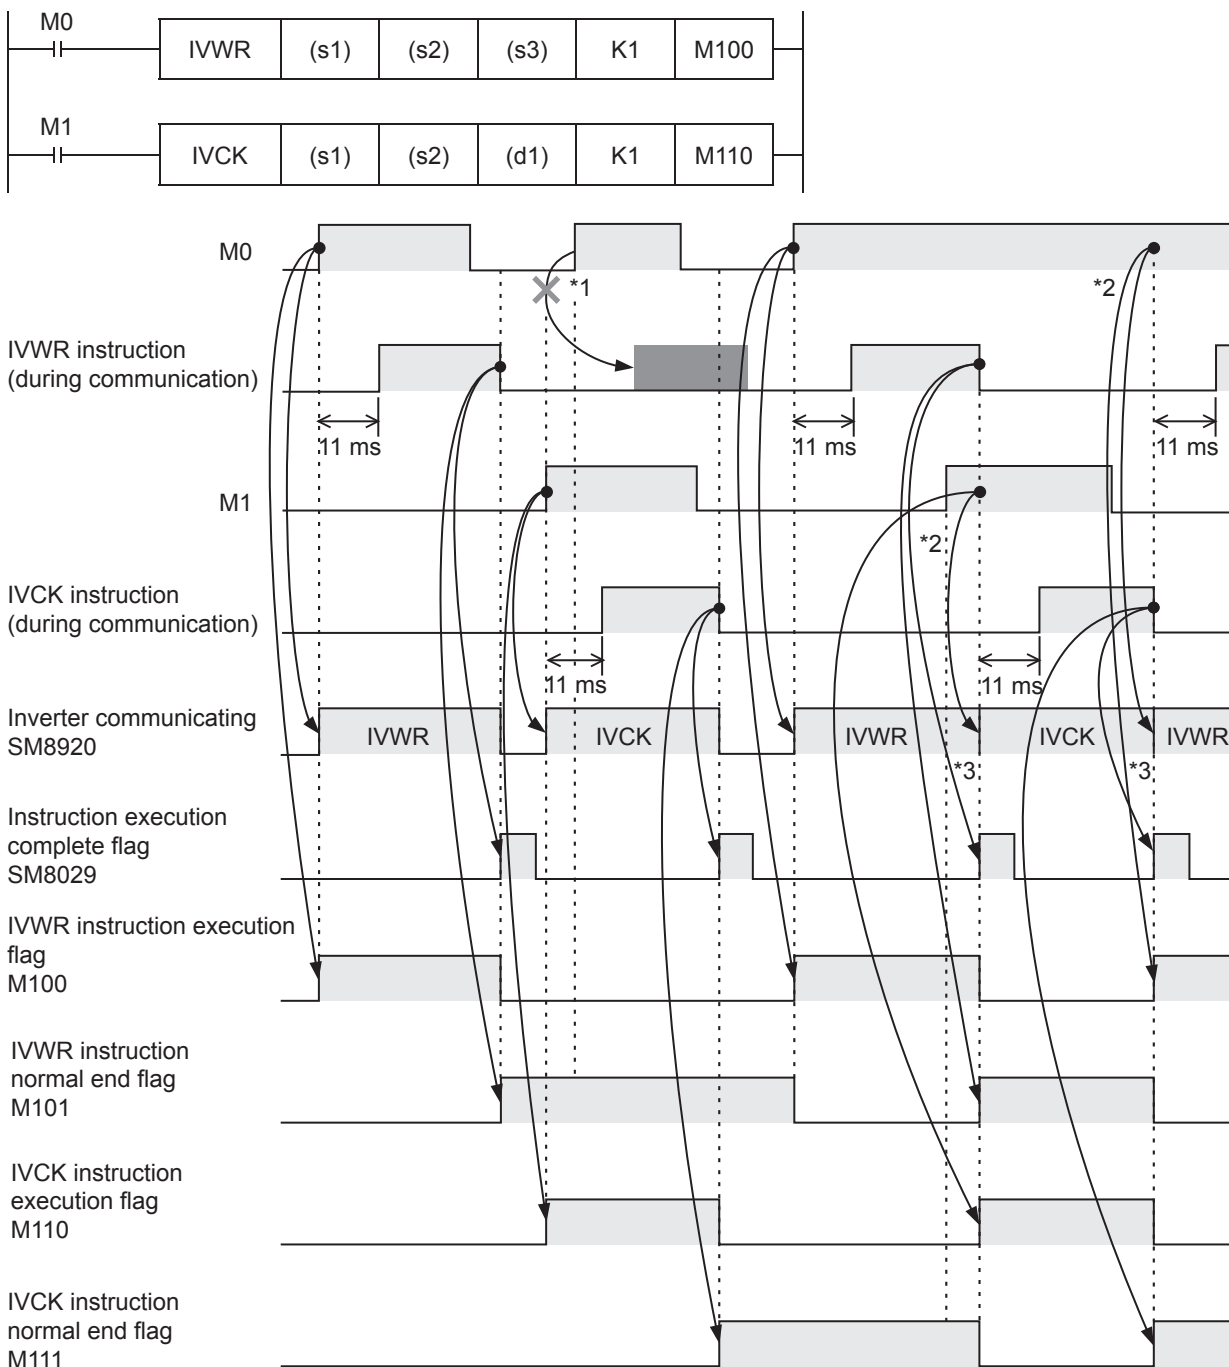 M0
IVWR (s1) (s2) (s3) K1 M100
M1
IVCK (s1) (s2) (d1) K1 M110
M0
*1
*2
IVWR instruction
(during communication)
11 ms
11 ms
11 ms
M1
*2
IVCK instruction
(during communication)
11 ms
11 ms
Inverter communicating
SM8920
IVWR IVCK IVWR IVCK IVWR
*3
*3
Instruction execution
complete flag
SM8029
IVWR instruction execution
flag
M100
IVWR instruction
normal end flag
M101
IVCK instruction
execution flag
M110
IVCK instruction
normal end flag
M111